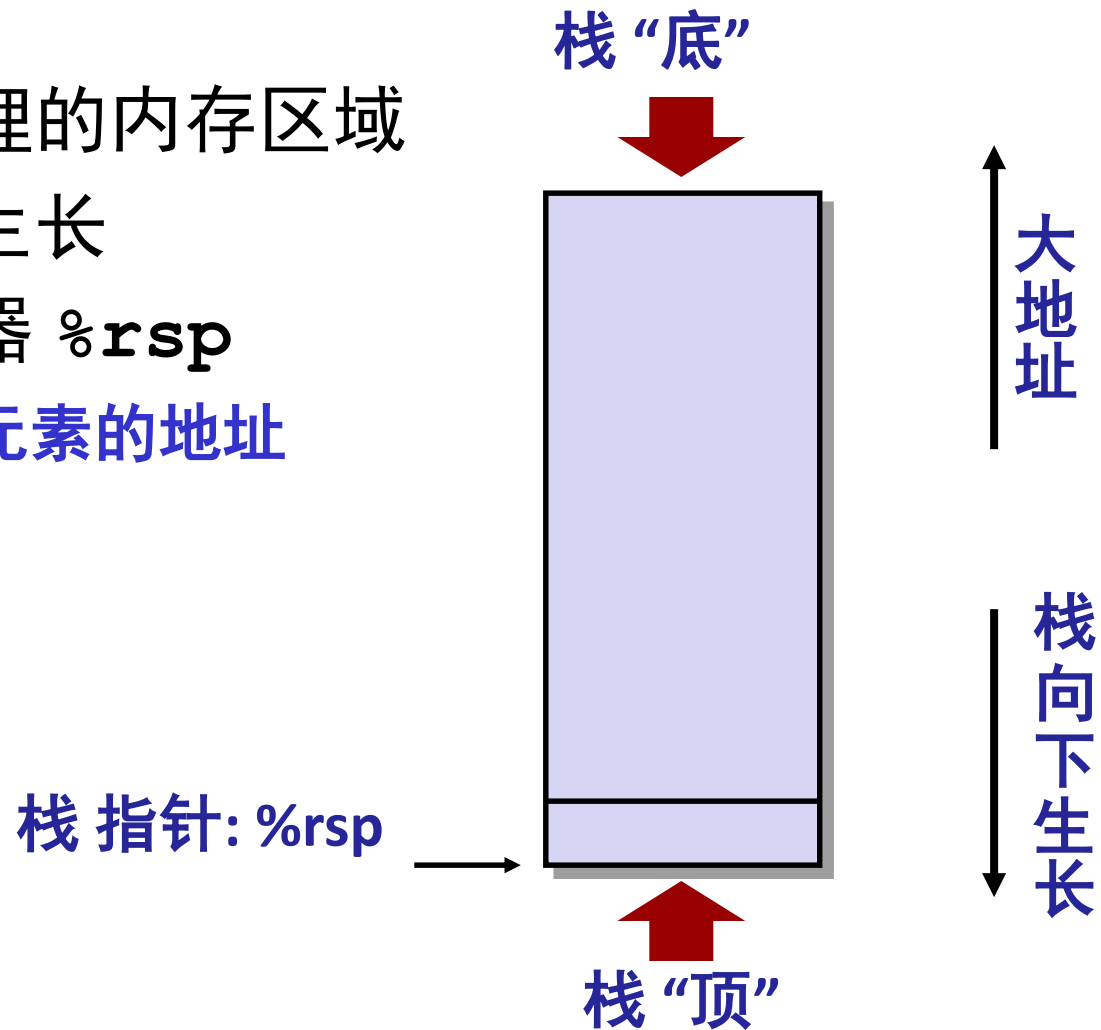 栈 “底”
理的内存区域
生长
器 %rsp
元素的地址
大地址
栈向下生长
栈 指针: %rsp
栈 “顶”